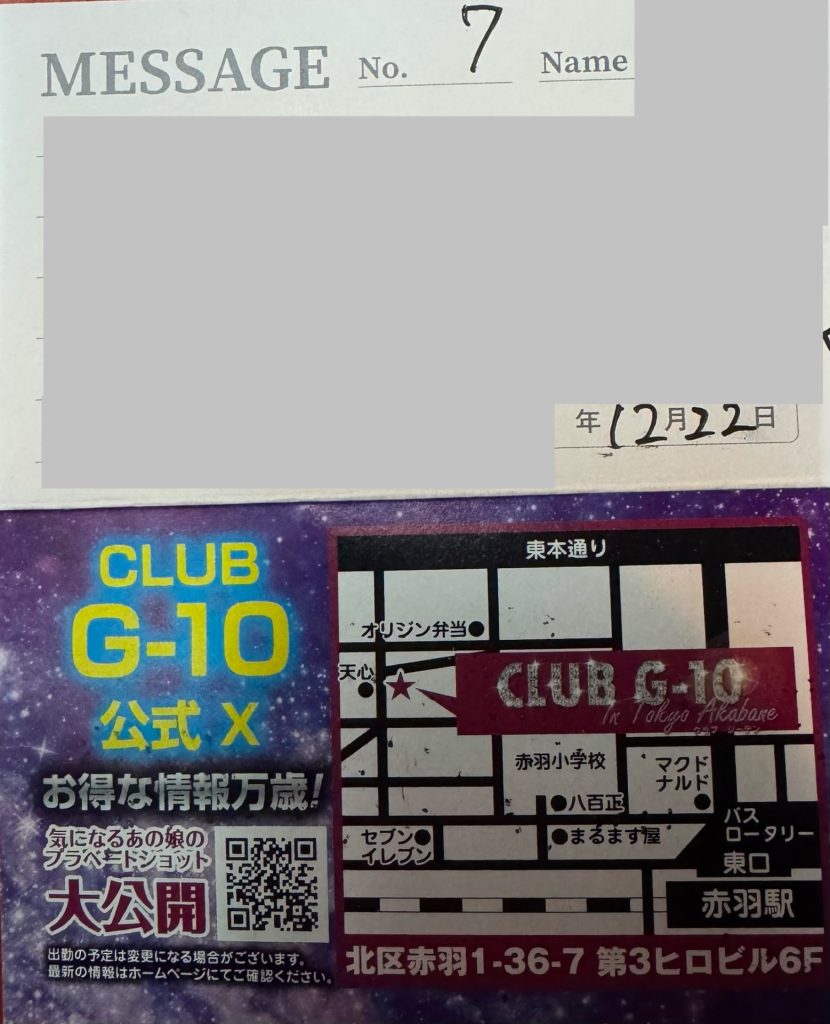 MESSAGE No. 7 Name
年12月22日
CLUB
G-10
公式 X
お得な情報万歳!
気になるあの娘の
プラベートショット
大公開
出勤の予定は変更になる場合がございます。
最新の情報はホームページにてご確認ください。
東本通り
オリジン弁当
天心
CLUB G-10
In Tokyo Akabane
クラブ ジーテン
赤羽小学校
マクド
ナルド
八百正
バス
ロータリー
セブン
イレブン
まるます屋
東口
赤羽駅
北区赤羽1-36-7 第3ヒロビル6F